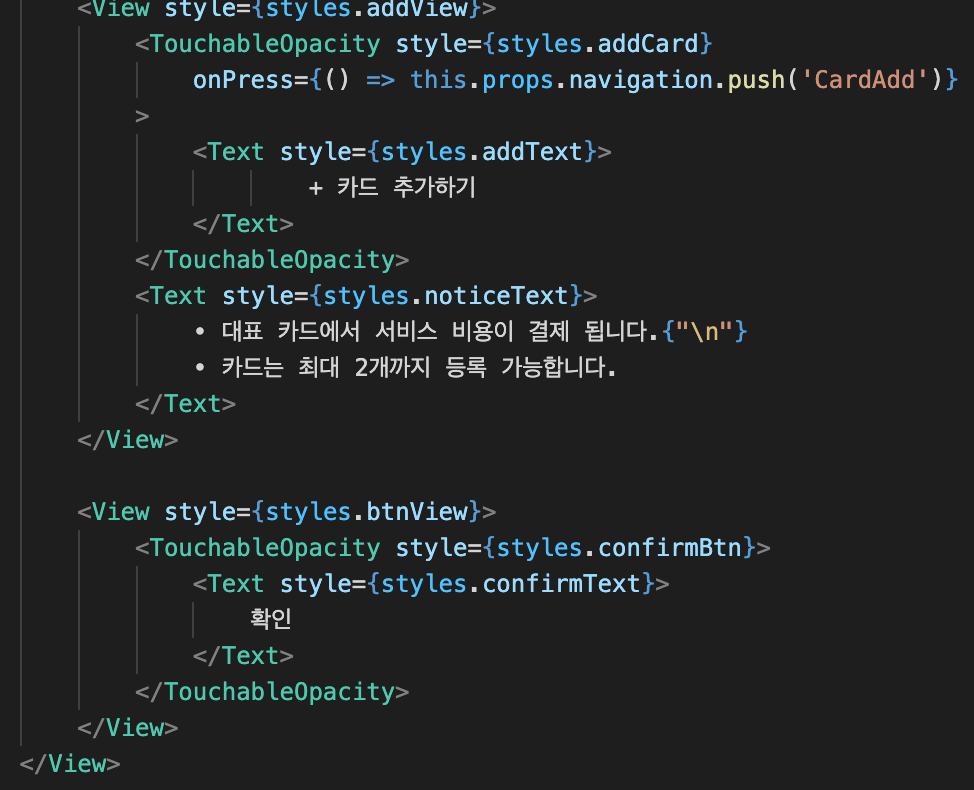 <View style={styles.addView}>
<TouchableOpacity style={styles.addCard}
onPress={() => this.props.navigation.push('CardAdd')}
>
<Text style={styles.addText}>
+ 카드 추가하기
</Text>
</TouchableOpacity>
<Text style={styles.noticeText}>
• 대표 카드에서 서비스 비용이 결제 됩니다.{"\n"}
• 카드는 최대 2개까지 등록 가능합니다.
</Text>
</View>
<View style={styles.btnView}>
<TouchableOpacity style={styles.confirmBtn}>
<Text style={styles.confirmText}>
확인
</Text>
</TouchableOpacity>
</View>
</View>